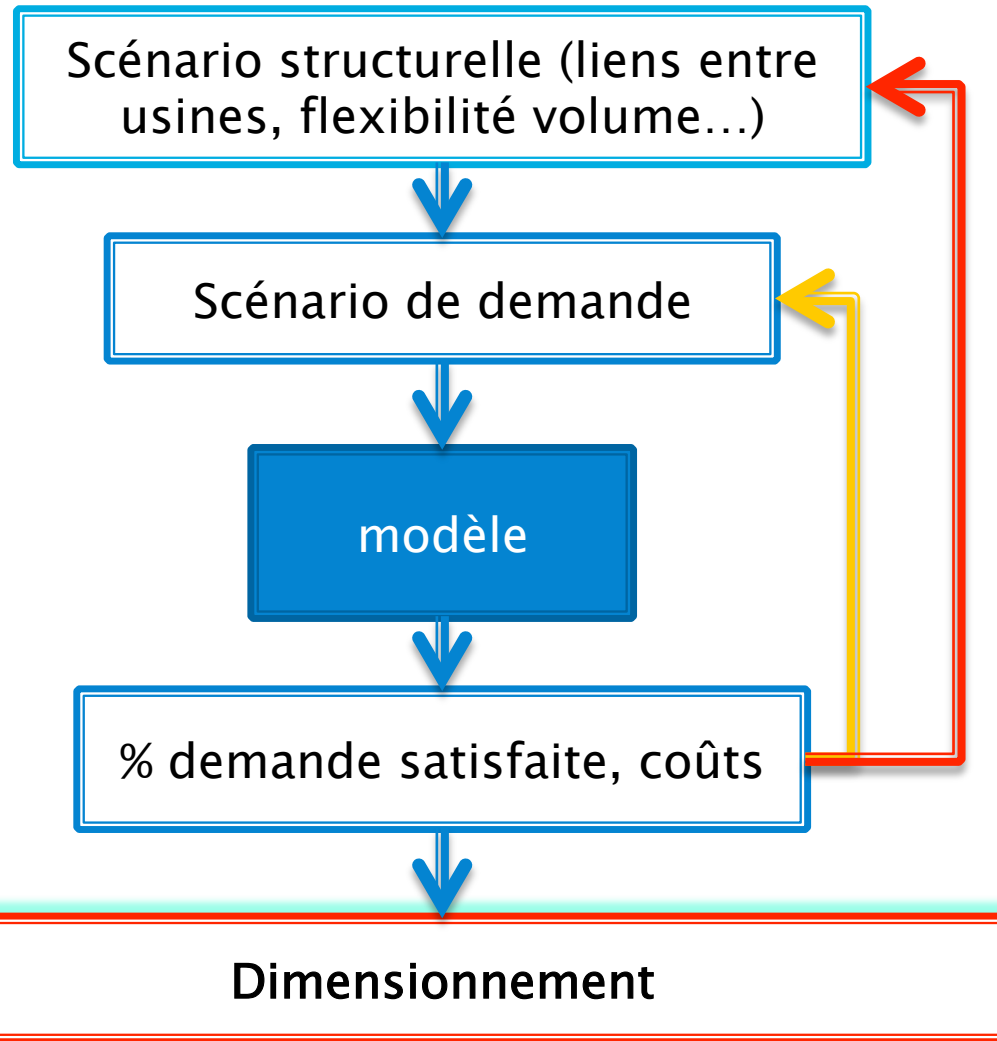 Scénario structurelle (liens entre
usines, flexibilité volume…)
Scénario de demande
modèle
% demande satisfaite, coûts
Dimensionnement